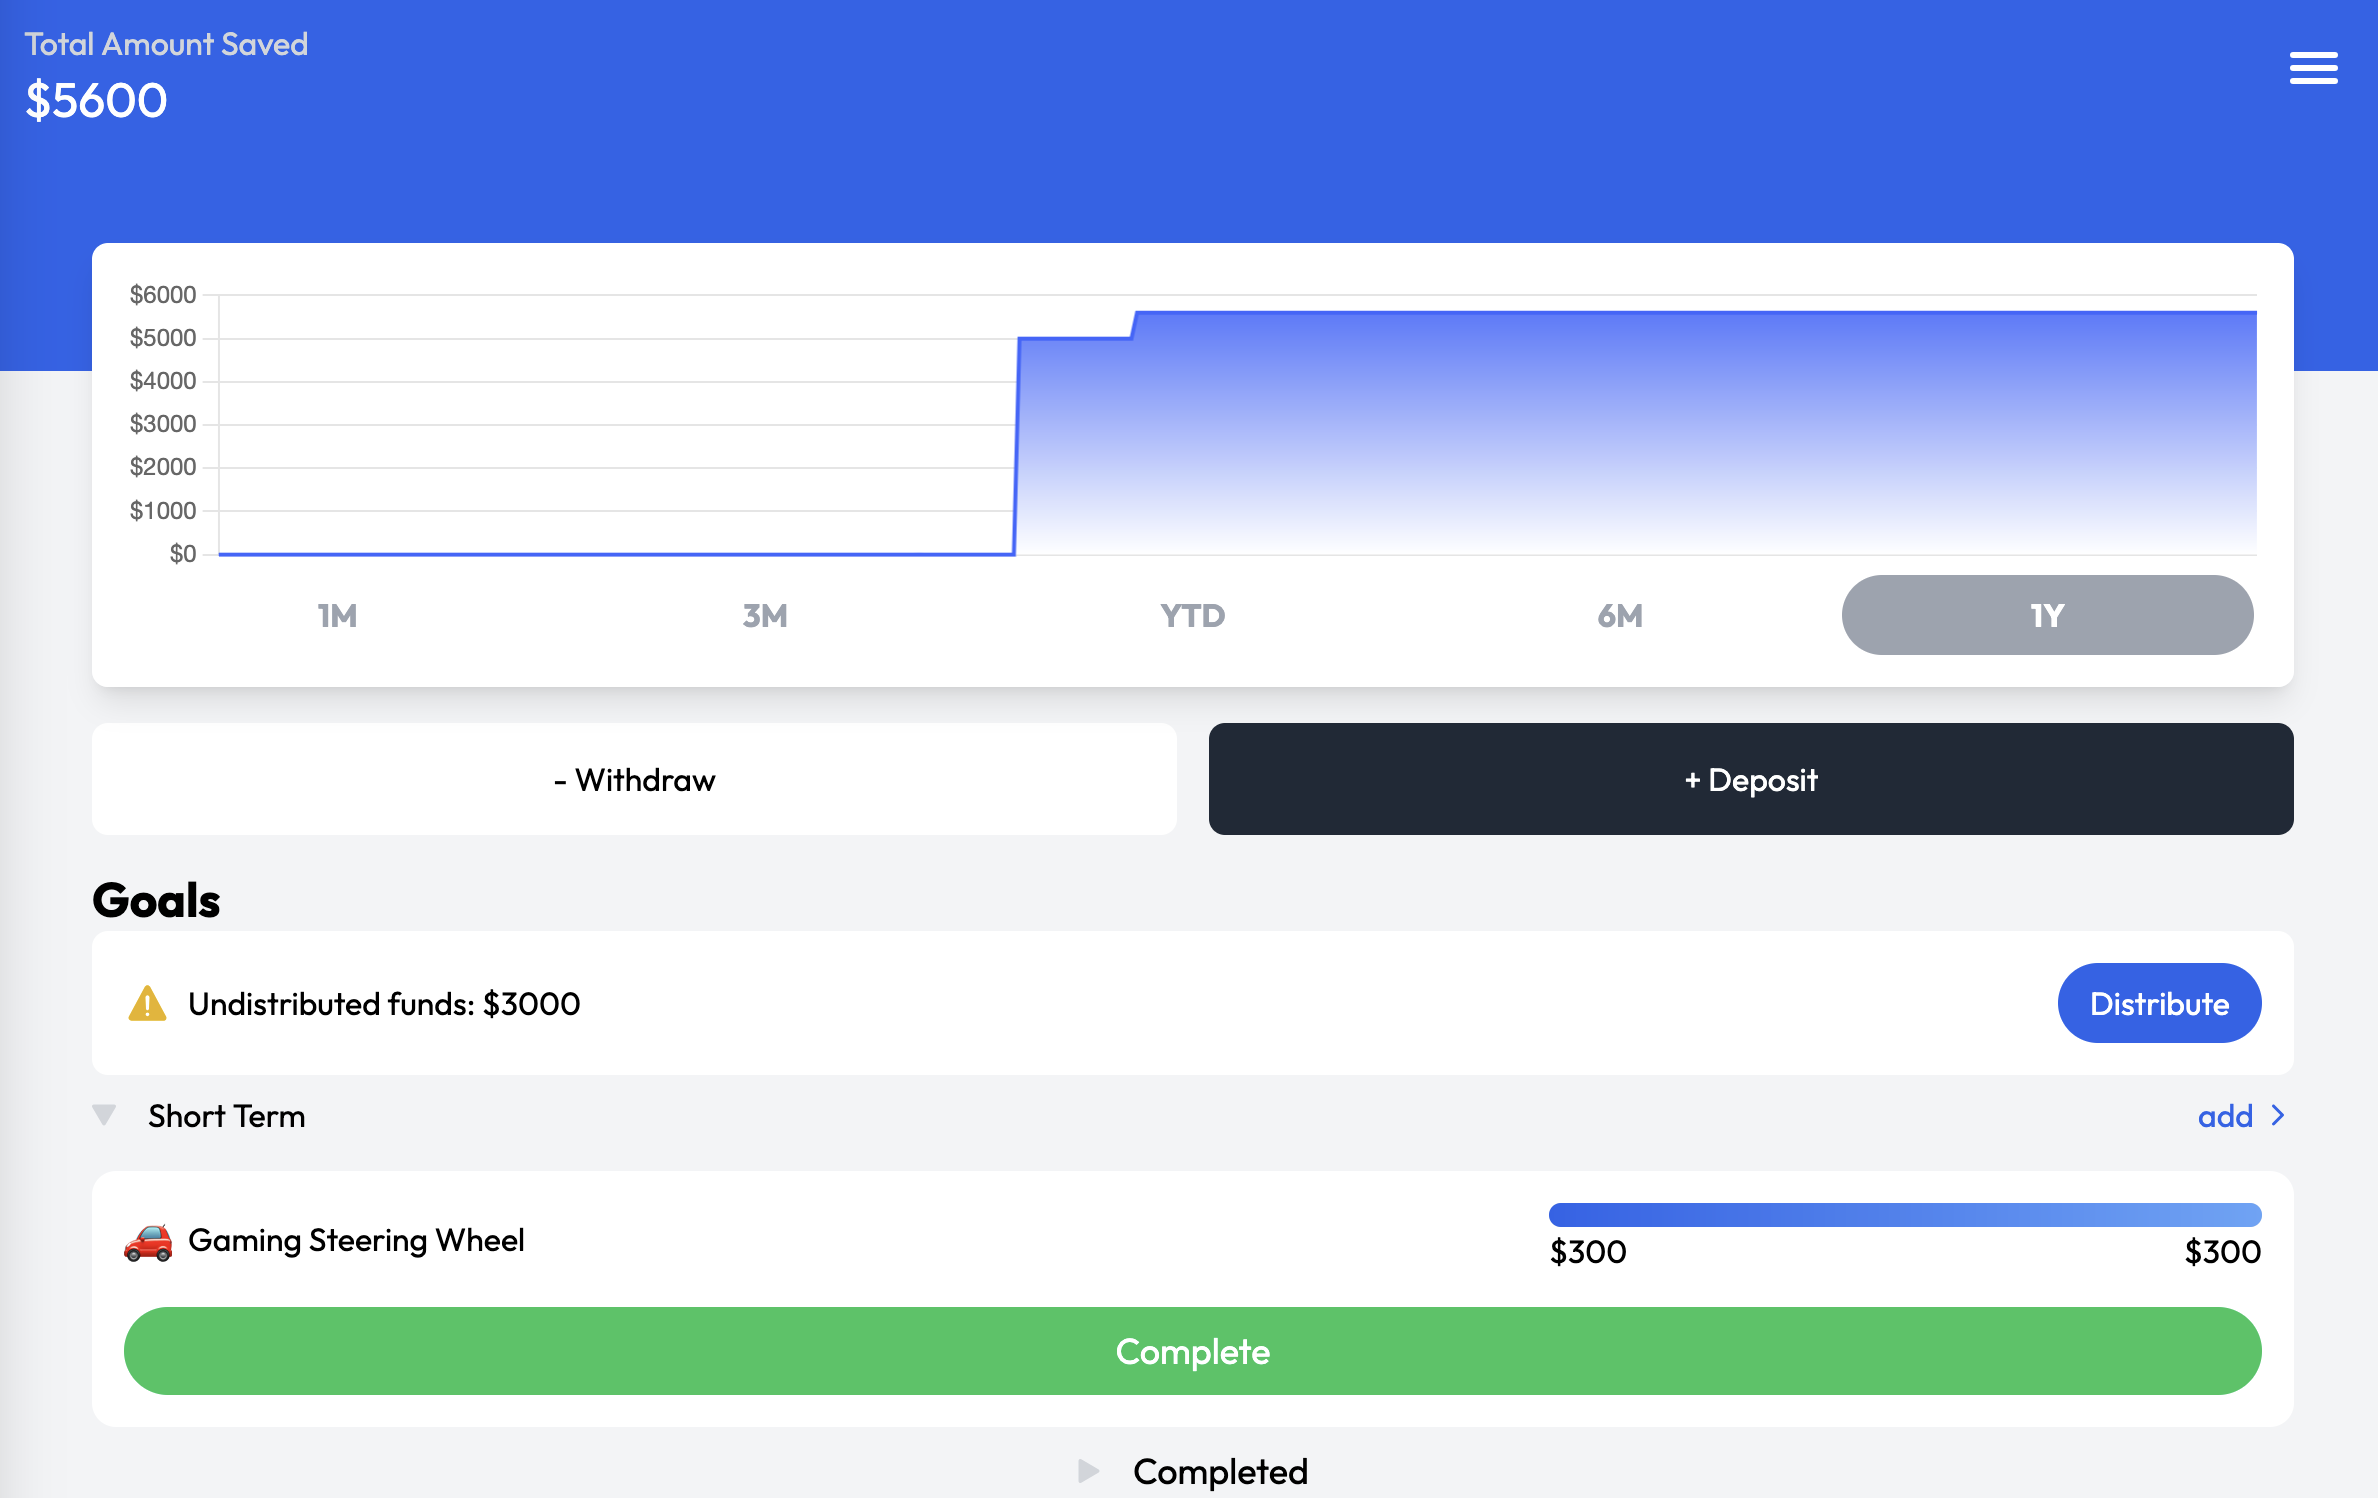 Total Amount Saved
$5600
$6000
$5000
$4000
$3000
$2000
$1000
$0
1M 3M YTD 6M 1Y
- Withdraw + Deposit
Goals
Undistributed funds: $3000 Distribute
Short Term add
Gaming Steering Wheel
$300 $300
Complete
Completed